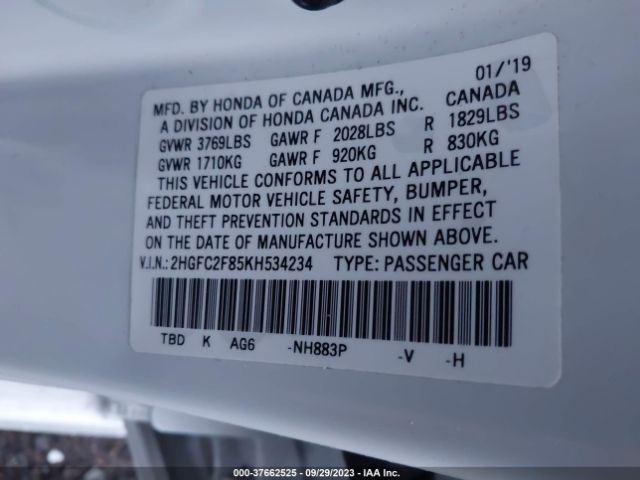 01/'19
MFD. BY HONDA OF CANADA MFG.,
A DIVISION OF HONDA CANADA INC. CANADA
GVWR 3769LBS GAWR F 2028LBS R 1829LBS
GVWR 1710KG GAWR F 920KG R 830KG
THIS VEHICLE CONFORMS TO ALL APPLICABLE
FEDERAL MOTOR VEHICLE SAFETY, BUMPER,
AND THEFT PREVENTION STANDARDS IN EFFECT
ON THE DATE OF MANUFACTURE SHOWN ABOVE.
V.I.N.: 2HGFC2F85KH534234 TYPE: PASSENGER CAR
TBD K AG6 -NH883P -V -H
000-37662525 - 09/29/2023 - IAA Inc.